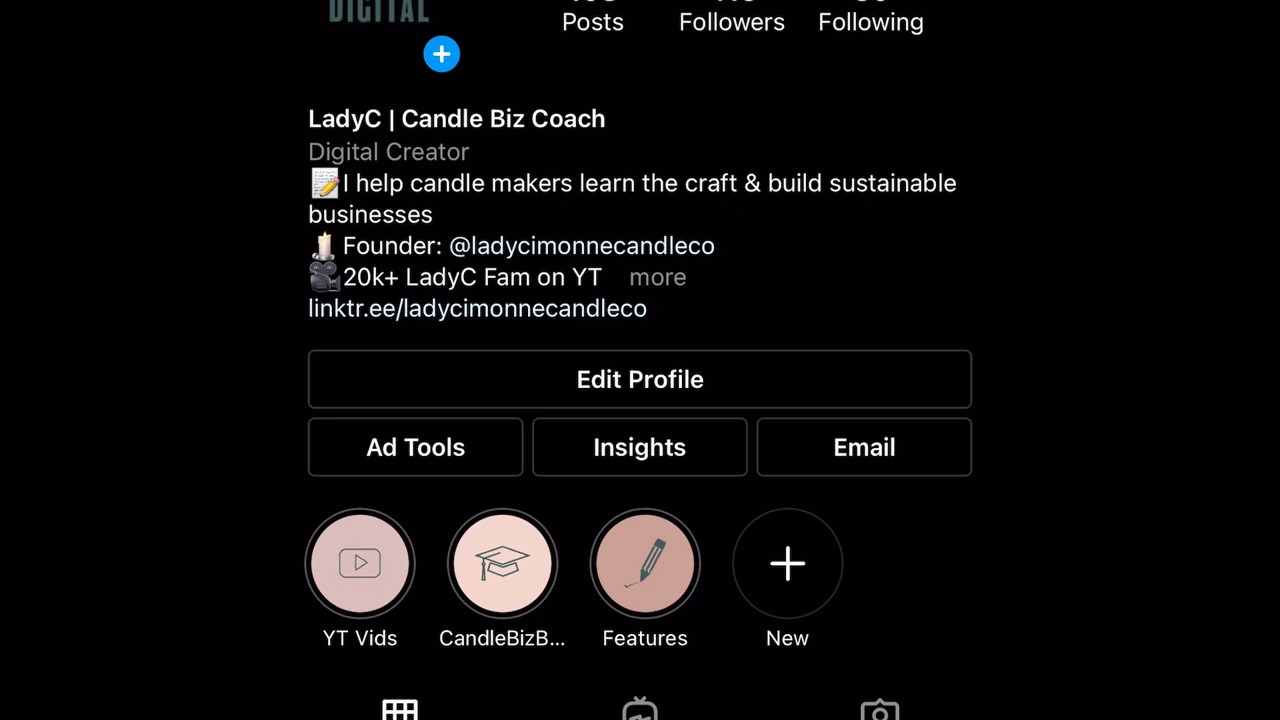 DIGITAL
Posts
Followers
Following
LadyC | Candle Biz Coach
Digital Creator
📝I help candle makers learn the craft & build sustainable
businesses
🕯️Founder: @ladycimonnecandleco
🎥20k+ LadyC Fam on YT more
linktr.ee/ladycimonnecandleco
Edit Profile
Ad Tools
Insights
Email
YT Vids
CandleBizB...
Features
New